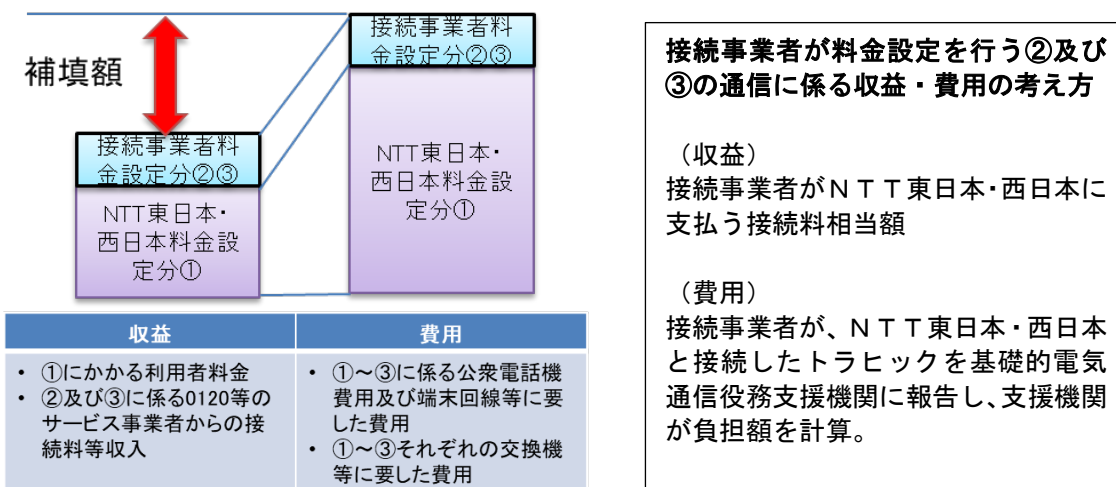 補填額
接続事業者料
金設定分②③
NTT東日本・
西日本料金設
定分①
接続事業者料
金設定分②③
NTT東日本・
西日本料金設
定分①
収益
費用
• ①にかかる利用者料金
• ②及び③に係る0120等の
サービス事業者からの接
続料等収入
• ①～③に係る公衆電話機
費用及び端末回線等に要
した費用
• ①～③それぞれの交換機
等に要した費用
接続事業者が料金設定を行う②及び
③の通信に係る収益・費用の考え方
（収益）
接続事業者がＮＴＴ東日本・西日本に
支払う接続料相当額
（費用）
接続事業者が、ＮＴＴ東日本・西日本
と接続したトラヒックを基礎的電気
通信役務支援機関に報告し、支援機関
が負担額を計算。